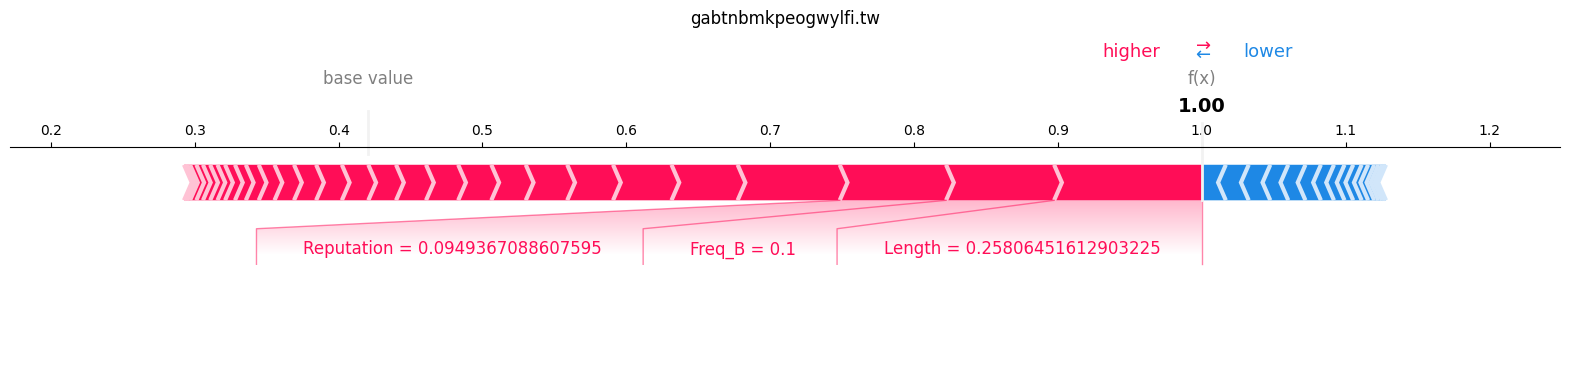 gabtnbmkpeogwylfi.tw
higher → ← lower
base value f(x)
1.00
0.2 0.3 0.4 0.5 0.6 0.7 0.8 0.9 1.0 1.1 1.2
Reputation = 0.0949367088607595 Freq_B = 0.1 Length = 0.25806451612903225